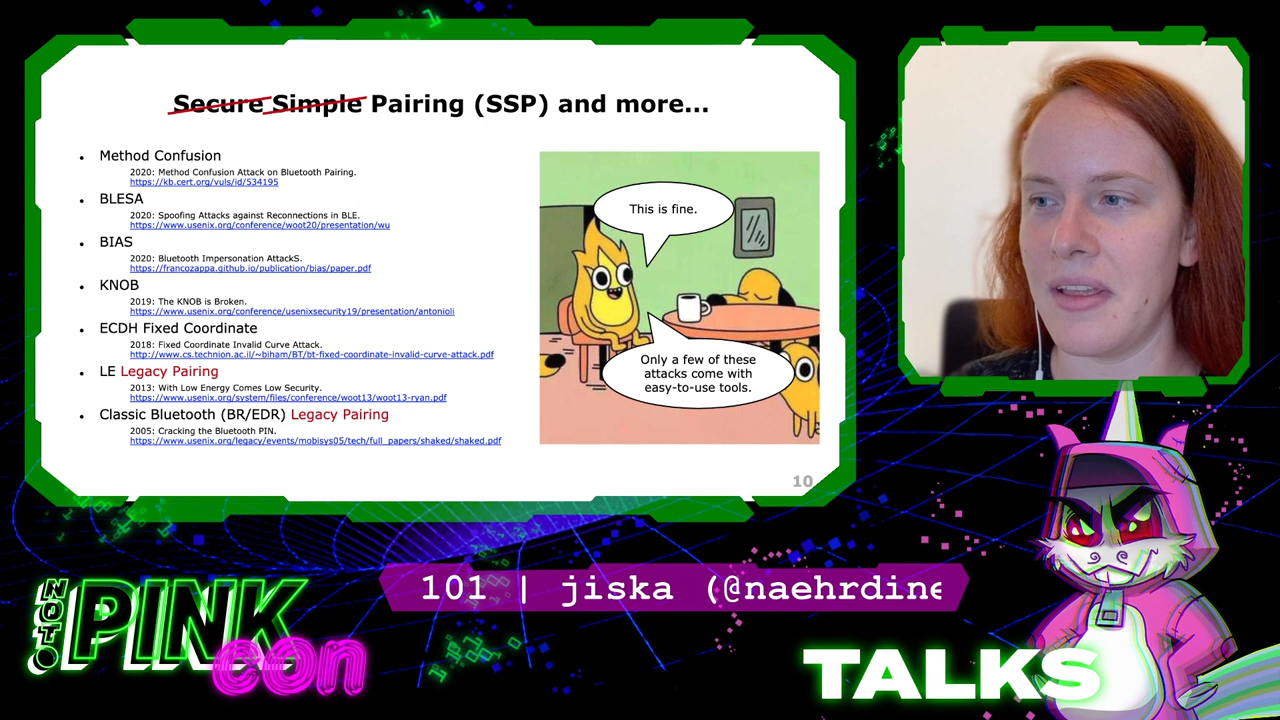 Secure Simple Pairing (SSP) and more...
• Method Confusion
2020: Method Confusion Attack on Bluetooth Pairing.
https://kb.cert.org/vuls/id/534195
• BLESA
2020: Spoofing Attacks against Reconnections in BLE.
https://www.usenix.org/conference/woot20/presentation/wu
• BIAS
2020: Bluetooth Impersonation AttackS.
https://francozappa.github.io/publication/bias/paper.pdf
• KNOB
2019: The KNOB is Broken.
https://www.usenix.org/conference/usenixsecurity19/presentation/antonioli
• ECDH Fixed Coordinate
2018: Fixed Coordinate Invalid Curve Attack.
http://www.cs.technion.ac.il/~biham/BT/bt-fixed-coordinate-invalid-curve-attack.pdf
• LE Legacy Pairing
2013: With Low Energy Comes Low Security.
https://www.usenix.org/system/files/conference/woot13/woot13-ryan.pdf
• Classic Bluetooth (BR/EDR) Legacy Pairing
2005: Cracking the Bluetooth PIN.
https://www.usenix.org/legacy/events/mobisys05/tech/full_papers/shaked/shaked.pdf
This is fine.
Only a few of these
attacks come with
easy-to-use tools.
10
101 | jiska (@naehrdine
NOT
PINK
con
TALKS